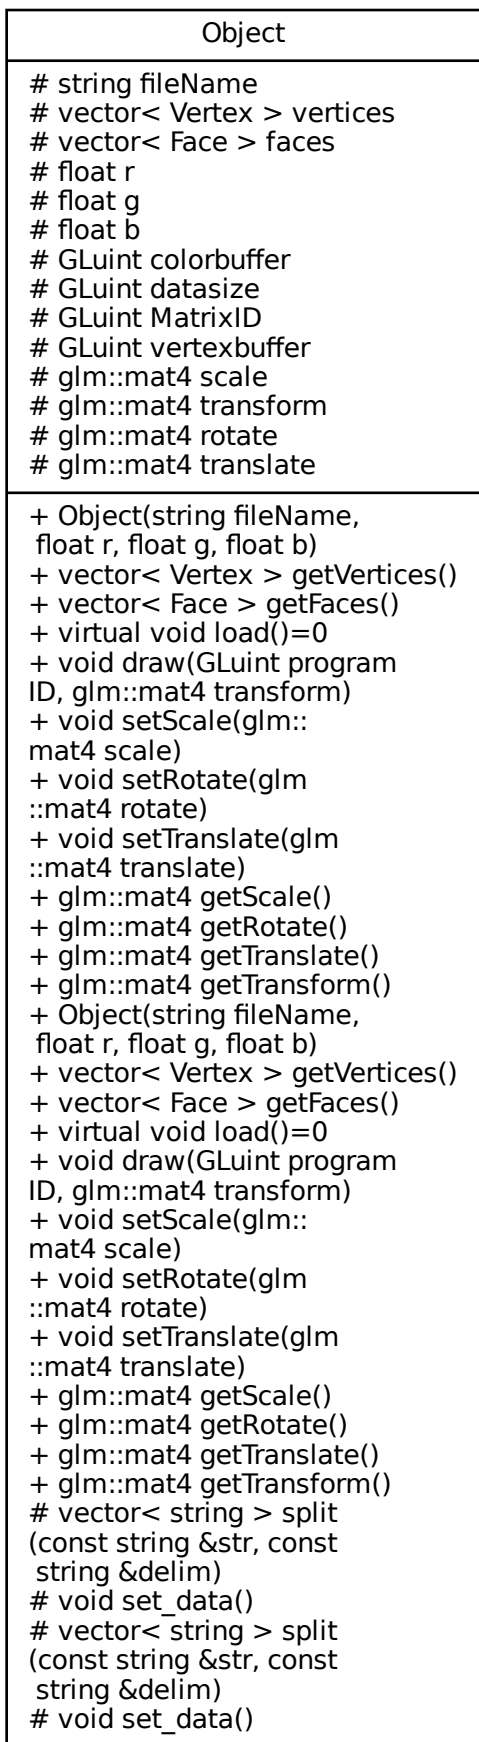 Object
# string fileName
# vector< Vertex > vertices
# vector< Face > faces
# float r
# float g
# float b
# GLuint colorbuffer
# GLuint datasize
# GLuint MatrixID
# GLuint vertexbuffer
# glm::mat4 scale
# glm::mat4 transform
# glm::mat4 rotate
# glm::mat4 translate
+ Object(string fileName,
float r, float g, float b)
+ vector< Vertex > getVertices()
+ vector< Face > getFaces()
+ virtual void load()=0
+ void draw(GLuint program
ID, glm::mat4 transform)
+ void setScale(glm::
mat4 scale)
+ void setRotate(glm
::mat4 rotate)
+ void setTranslate(glm
::mat4 translate)
+ glm::mat4 getScale()
+ glm::mat4 getRotate()
+ glm::mat4 getTranslate()
+ glm::mat4 getTransform()
+ Object(string fileName,
float r, float g, float b)
+ vector< Vertex > getVertices()
+ vector< Face > getFaces()
+ virtual void load()=0
+ void draw(GLuint program
ID, glm::mat4 transform)
+ void setScale(glm::
mat4 scale)
+ void setRotate(glm
::mat4 rotate)
+ void setTranslate(glm
::mat4 translate)
+ glm::mat4 getScale()
+ glm::mat4 getRotate()
+ glm::mat4 getTranslate()
+ glm::mat4 getTransform()
# vector< string > split
(const string &str, const
string &delim)
# void set_data()
# vector< string > split
(const string &str, const
string &delim)
# void set_data()